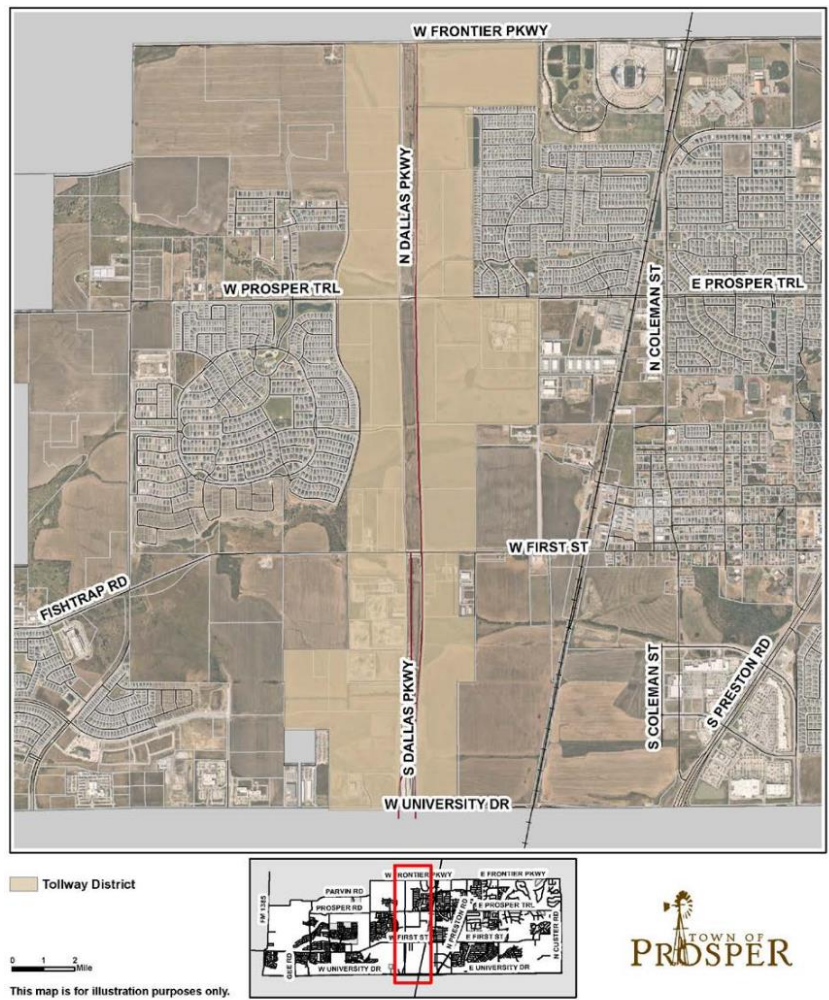 W FRONTIER PKWY
N DALLAS PKWY
W PROSPER TRL
E PROSPER TRL
N COLEMAN ST
W FIRST ST
FISHTRAP RD
S DALLAS PKWY
S COLEMAN ST
S PRESTON RD
W UNIVERSITY DR
Tollway District
W FRONTIER PKWY
E FRONTIER PKWY
PARVIN RD
PROSPER RD
E PROSPER TRL
FM 1385
N PRESTON RD
N CUSTER RD
W FIRST ST
E FIRST ST
GEE RD
W UNIVERSITY DR
E UNIVERSITY DR
TOWN OF
PROSPER
0 1 2
Mile
This map is for illustration purposes only.